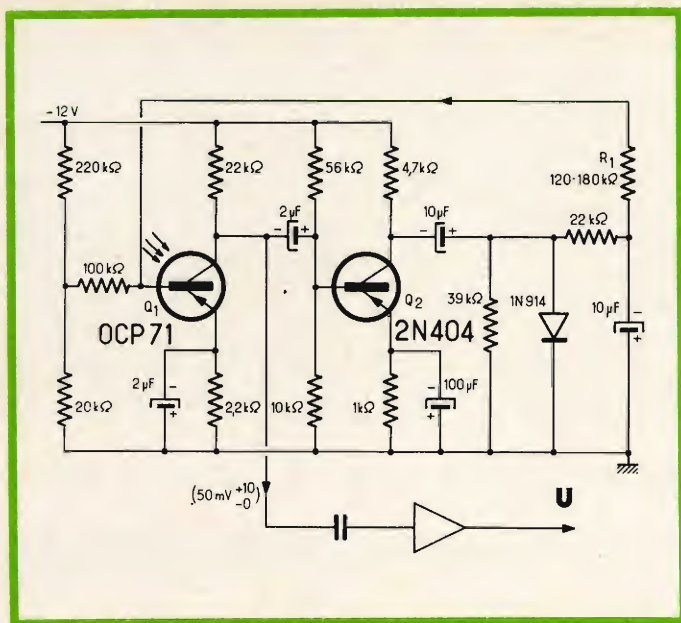 - 12 V
220 kΩ
22 kΩ
56 kΩ
4,7 kΩ
R1
120-180 kΩ
2 µF
- +
10 µF
- +
22 kΩ
100 kΩ
Q1
OCP71
Q2
2N404
39 kΩ
1N914
10 µF
-
+
20 kΩ
2 µF
-
+
2,2 kΩ
10 kΩ
1 kΩ
-
100 µF
+
(50 mV +10 -0)
U